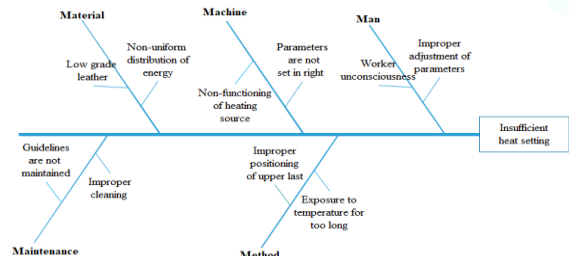 Material
Machine
Man
Low grade
leather
Non-uniform
distribution of
energy
Non-functioning
of heating
source
Parameters
are not
set in right
Worker
unconsciousness
Improper
adjustment of
parameters
Insufficient
heat setting
Guidelines
are not
maintained
Improper
cleaning
Improper
positioning
of upper last
Exposure to
temperature for
too long
Maintenance
Method